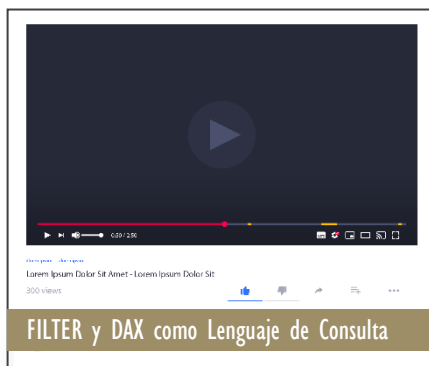 0:50 / 2:50
Lorem Ipsum Dolor Sit Amet - Lorem Ipsum Dolor Sit
300 views
FILTER y DAX como Lenguaje de Consulta